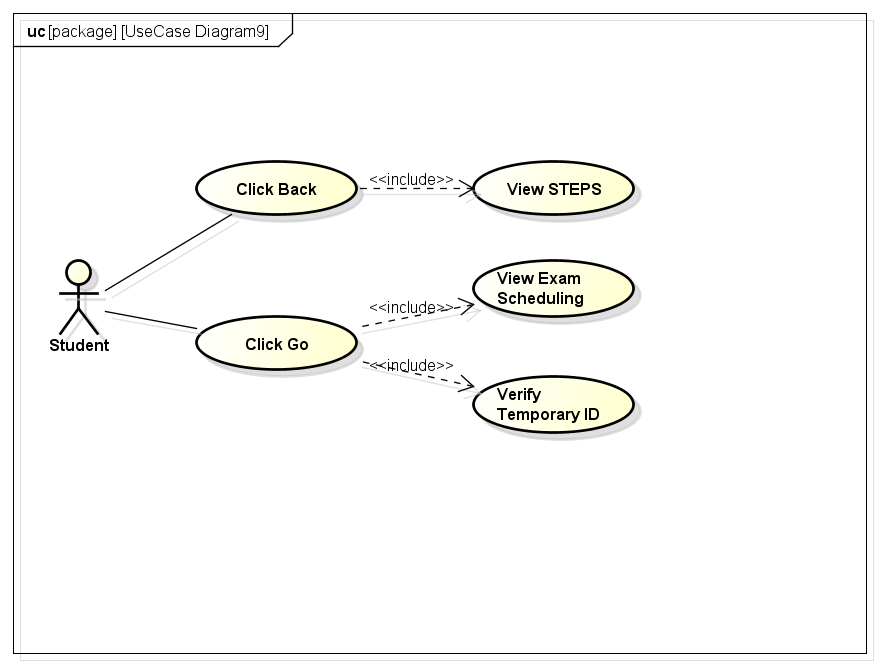 uc [package] [UseCase Diagram9]
Click Back
<<include>>
View STEPS
View Exam
Scheduling
<<include>>
Student
Click Go
<<include>>
Verify
Temporary ID